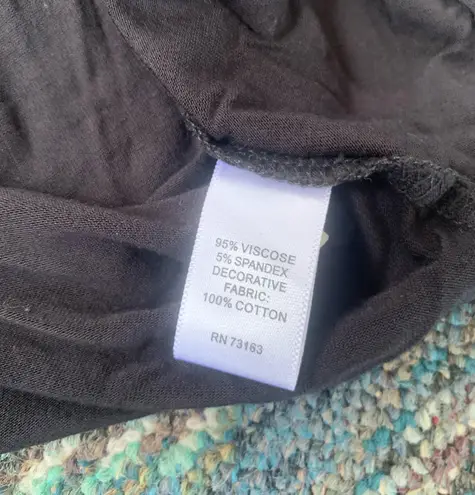 95% VISCOSE
5% SPANDEX
DECORATIVE
FABRIC:
100% COTTON
RN 73163